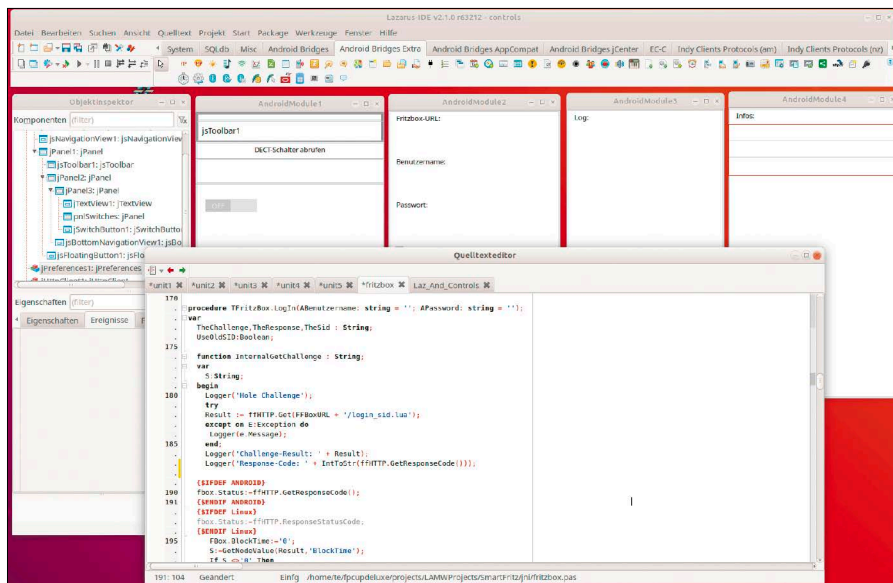 Lazarus-IDE v2.1.0 r63212 - controls
Datei Bearbeiten Suchen Ansicht Quelltext Projekt Start Package Werkzeuge Fenster Hilfe
System SQLdb Misc Android Bridges Android Bridges Extra Android Bridges AppCompat Android Bridges jCenter EC-C Indy Clients Protocols (am) Indy Clients Protocols (nz)
Objektinspektor
Komponenten (filter)
jsNavigationView1: jsNavigationView
jPanel1: jPanel
jsToolbar1: jsToolbar
jPanel2: jPanel
jPanel3: jPanel
jTextView1: jTextView
pnlSwitches: jPanel
jSwitchButton1: jSwitchButto
jsBottomNavigationView1: jsBo
jsFloatingButton1: jsFlo
jPreferences1: jPreferences
Eigenschaften (filter)
Eigenschaften Ereignisse
AndroidModule1
jsToolbar1
DECT-Schalter abrufen
OFF
AndroidModule2
Fritzbox-URL:
Benutzername:
Passwort:
AndroidModule3
Log:
AndroidModule4
Infos:
Quelltexteditor
*unit1 *unit2 *unit3 *unit4 *unit5 *fritzbox Laz_And_Controls
170
procedure TFritzBox.LogIn(ABenutzername: string = ''; APassword: string = '');
var
TheChallenge,TheResponse,TheSid : String;
UseOldSID:Boolean;
175
function InternalGetChallenge : String;
var
S:String;
begin
180 Logger('Hole Challenge');
try
Result := ffHTTP.Get(FFBoxURL + '/login_sid.lua');
except on E:Exception do
Logger(e.Message);
185 end;
Logger('Challenge-Result: ' + Result);
Logger('Response-Code: ' + IntToStr(ffHTTP.GetResponseCode()));
{$IFDEF ANDROID}
190 fbox.Status:=ffHTTP.GetResponseCode();
191 {$ENDIF ANDROID}
{$IFDEF Linux}
fbox.Status:=ffHTTP.ResponseStatusCode;
{$ENDIF Linux}
195 FBox.BlockTime:='0';
S:=GetNodeValue(Result,'BlockTime');
If S <>'0' Then
191: 104 Geändert Einfg /home/te/fpcupdeluxe/projects/LAMWProjects/SmartFritz/jni/fritzbox.pas